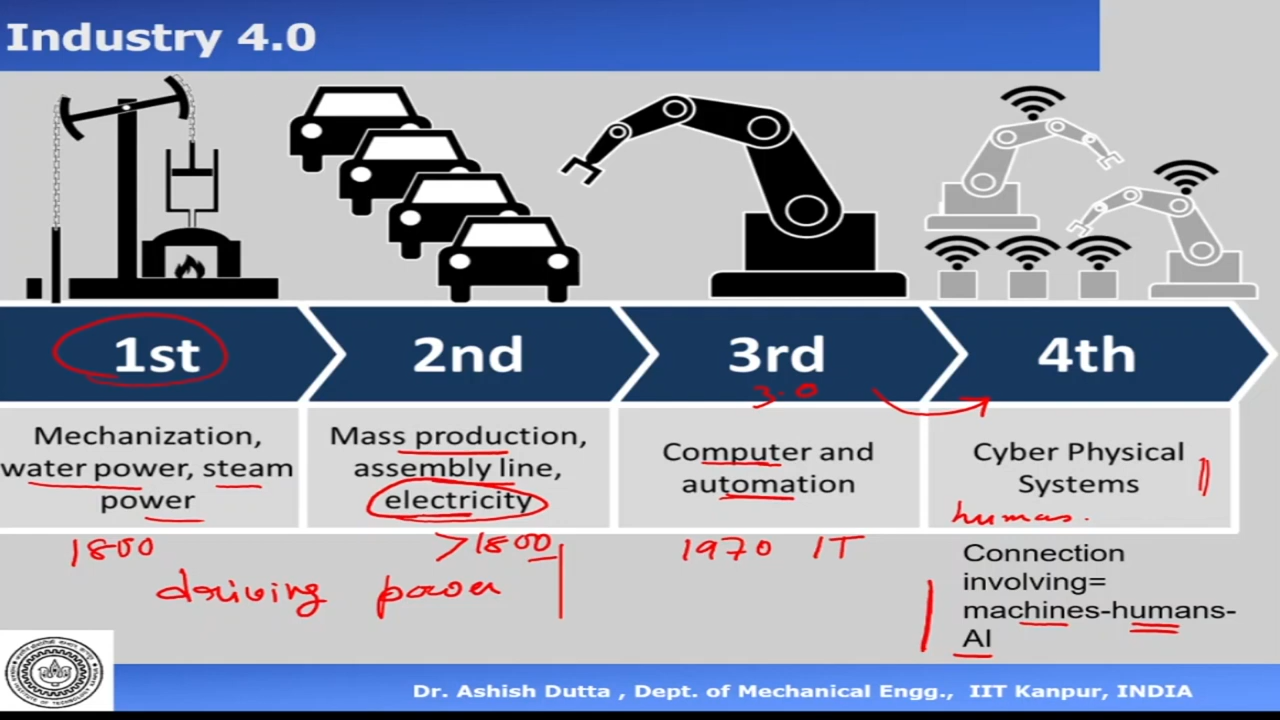 Industry 4.0
1st
2nd
3rd
4th
3.0
Mechanization,
water power, steam
power
Mass production,
assembly line,
electricity
Computer and
automation
Cyber Physical
Systems
humas.
1800
>1800
1970 IT
driving power
Connection
involving=
machines-humans-
AI
Dr. Ashish Dutta , Dept. of Mechanical Engg., IIT Kanpur, INDIA